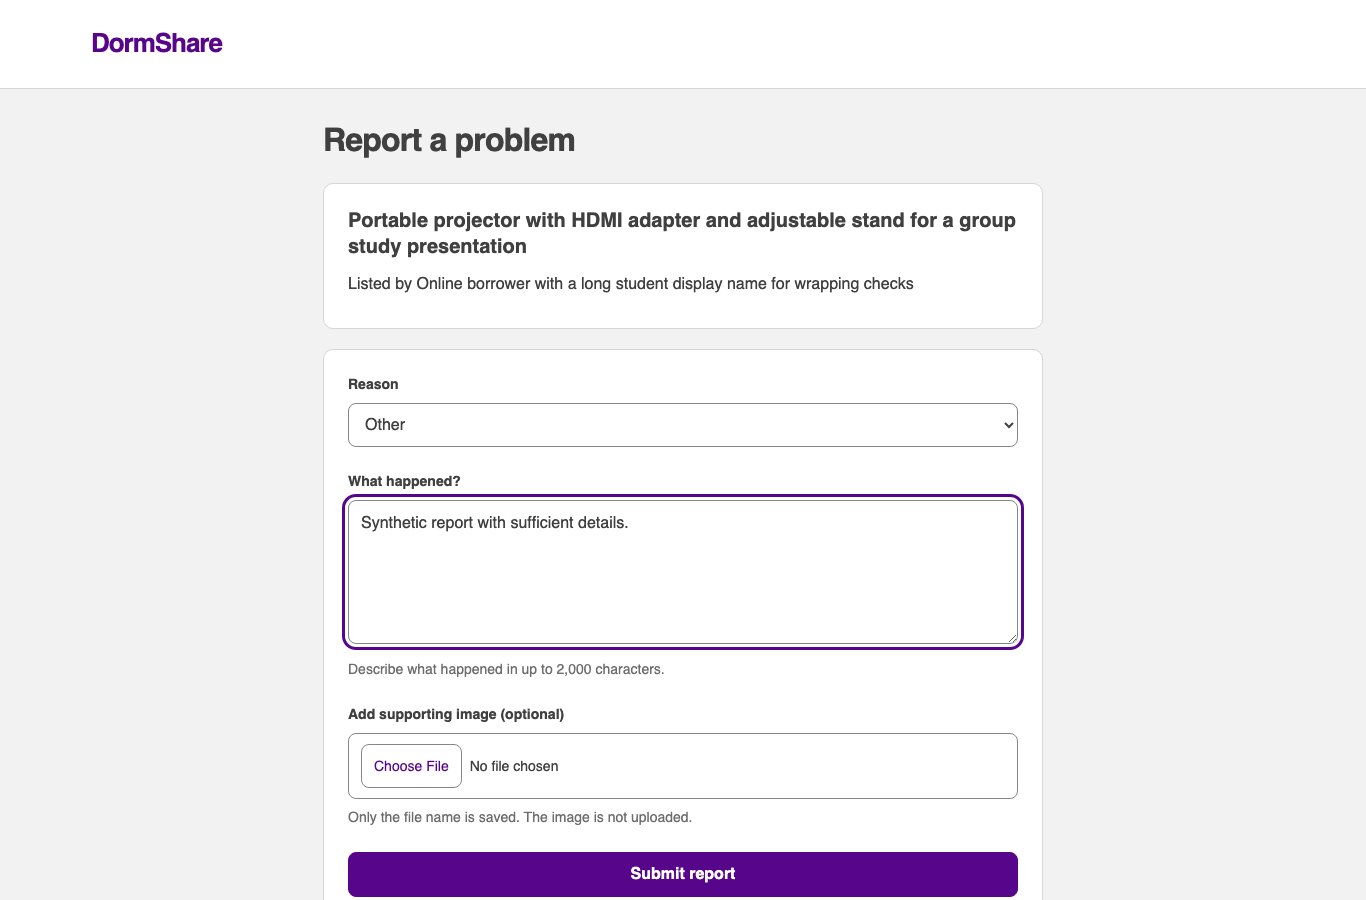 DormShare
Report a problem
Portable projector with HDMI adapter and adjustable stand for a group
study presentation
Listed by Online borrower with a long student display name for wrapping checks
Reason
Other
What happened?
Synthetic report with sufficient details.
Describe what happened in up to 2,000 characters.
Add supporting image (optional)
Choose File No file chosen
Only the file name is saved. The image is not uploaded.
Submit report